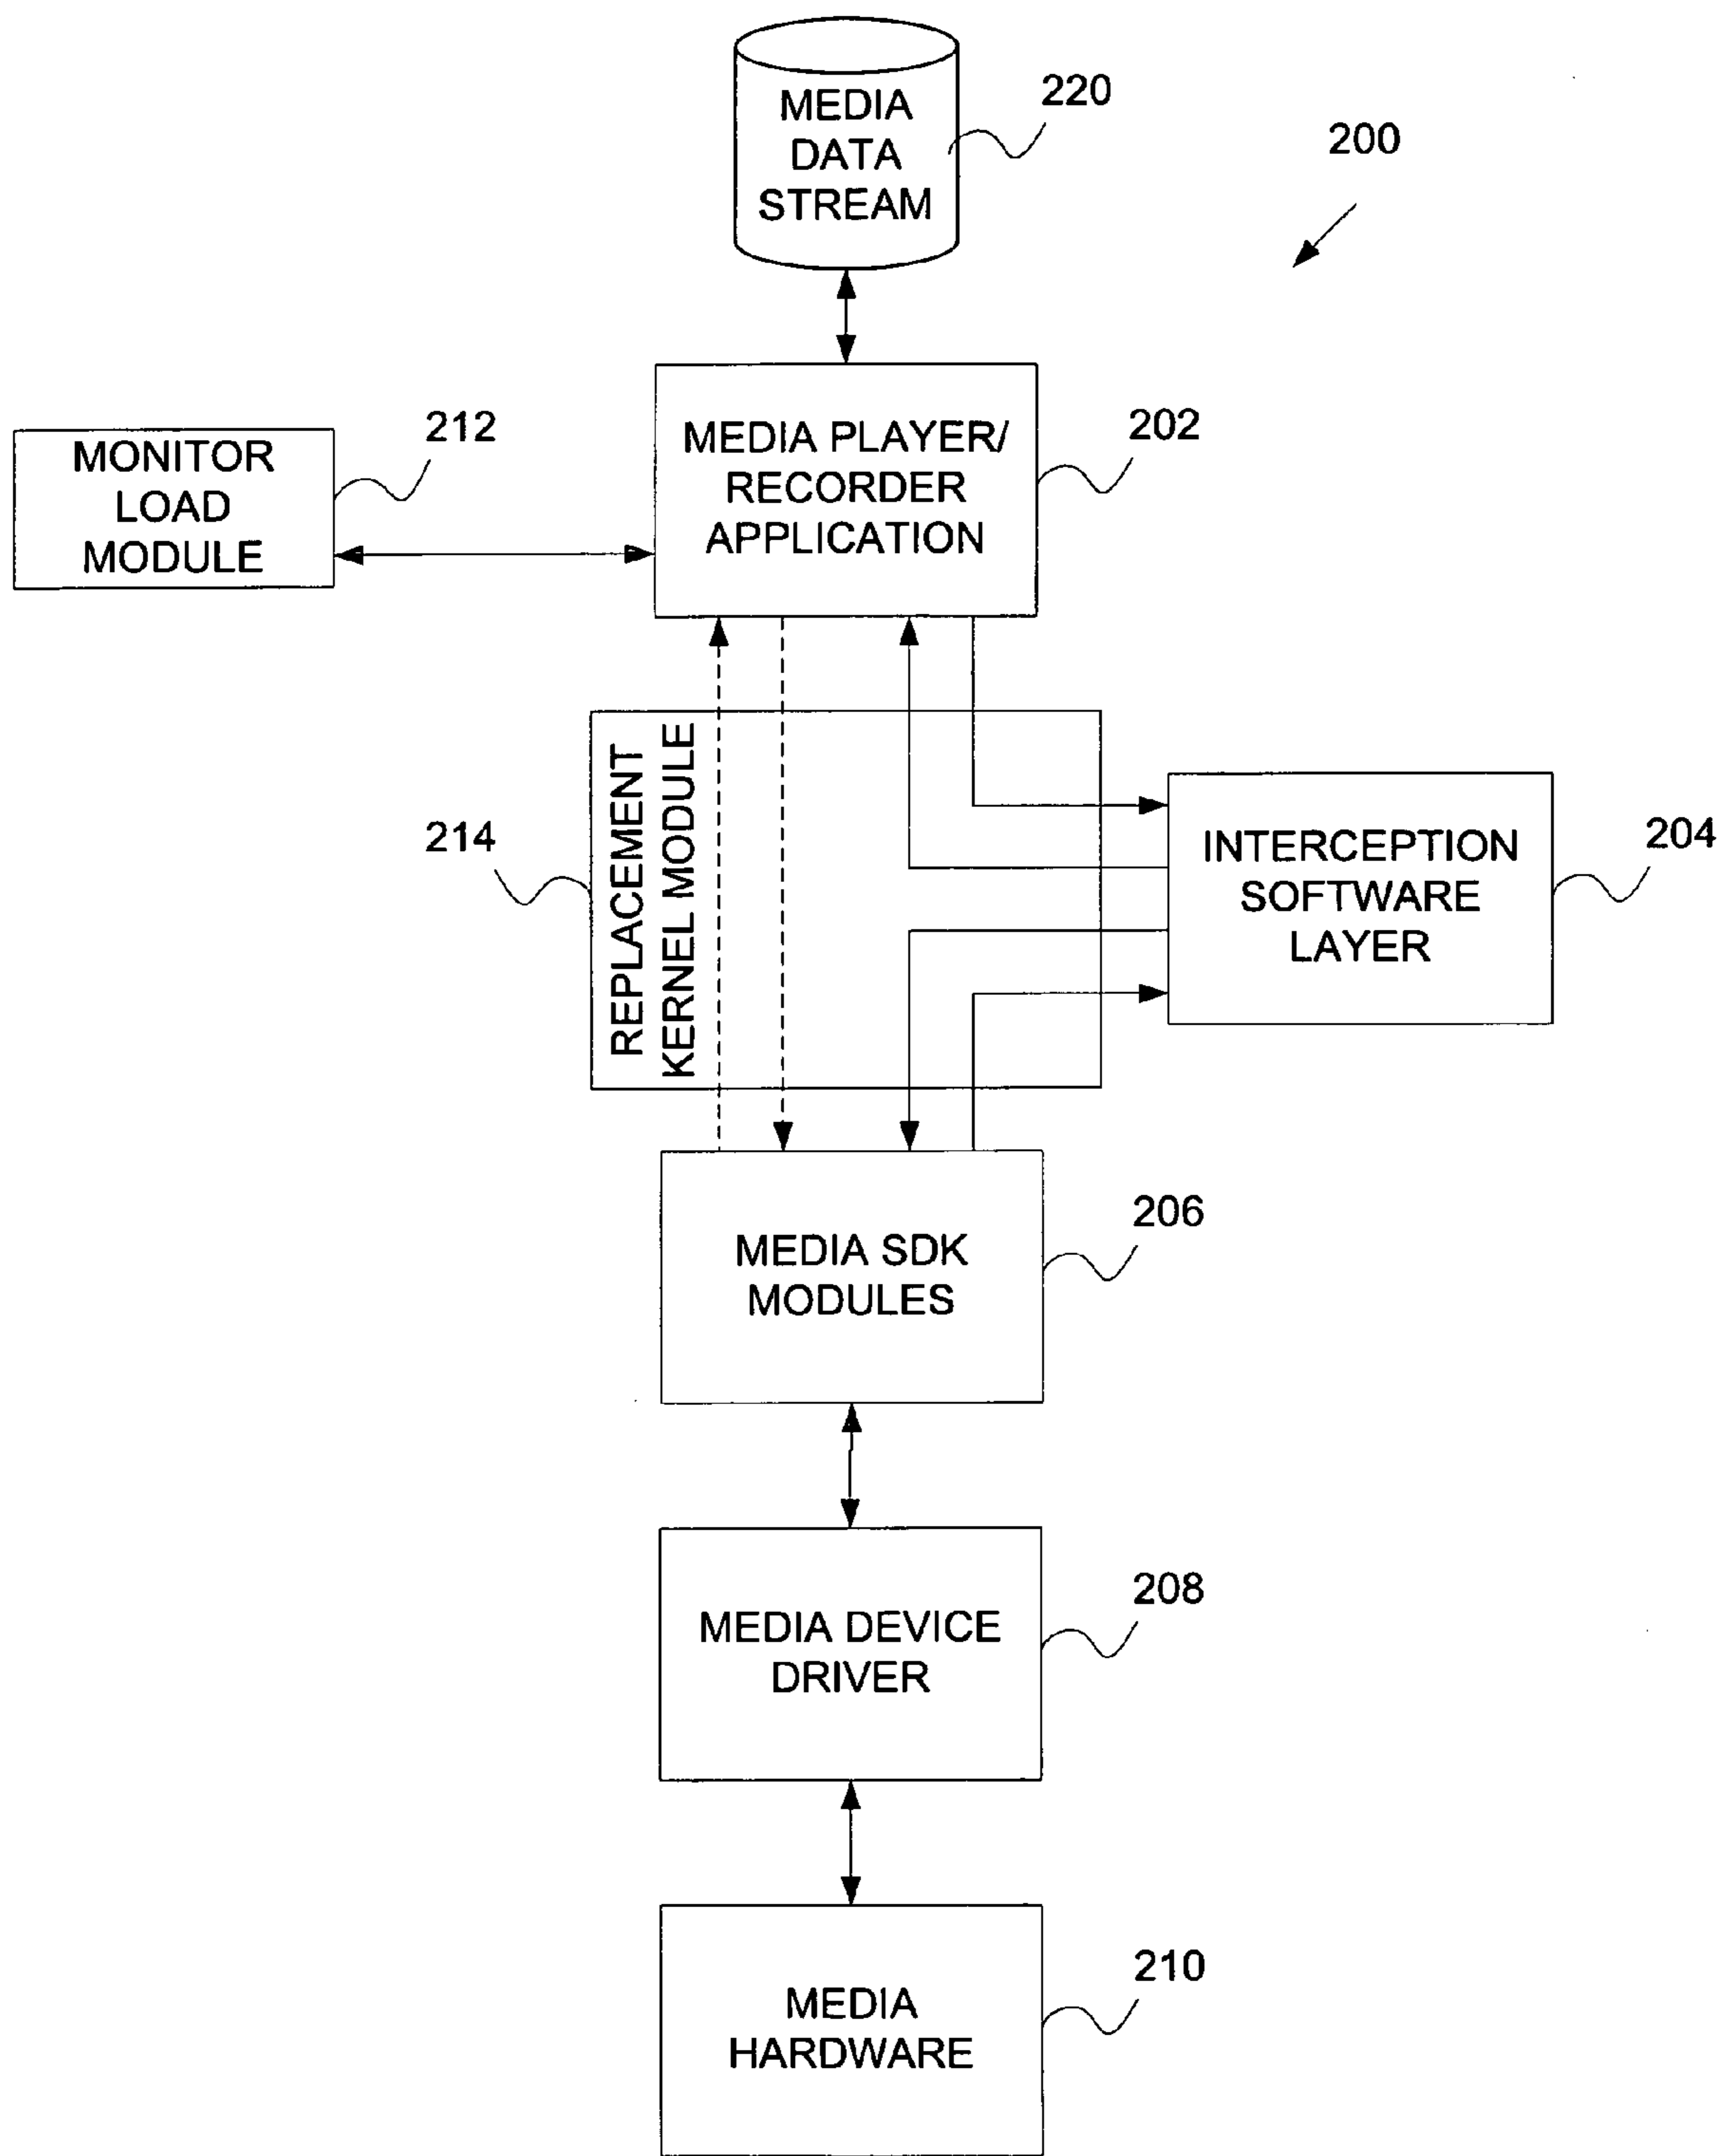 MEDIA
DATA
STREAM
220
200
MONITOR
LOAD
MODULE
212
MEDIA PLAYER/
RECORDER
APPLICATION
202
REPLACEMENT
KERNEL MODULE
214
INTERCEPTION
SOFTWARE
LAYER
204
MEDIA SDK
MODULES
206
MEDIA DEVICE
DRIVER
208
MEDIA
HARDWARE
210